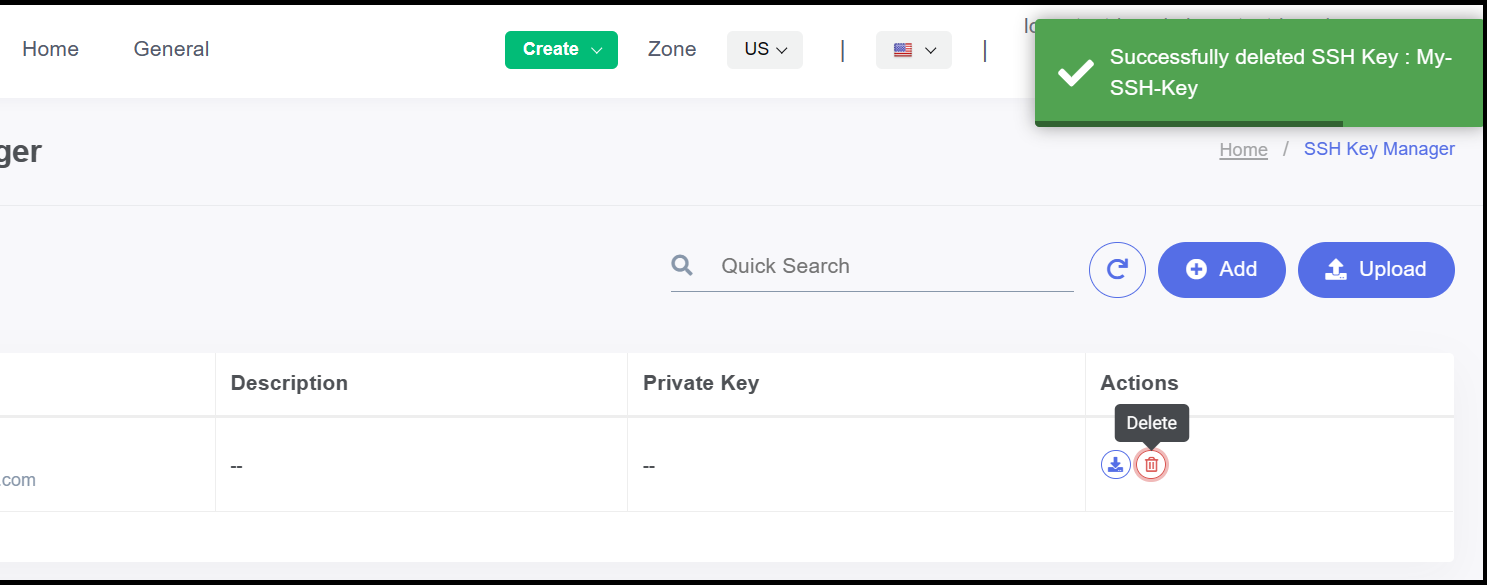 Home General Create Zone US | |
Successfully deleted SSH Key : My-
SSH-Key
ger
Home / SSH Key Manager
Quick Search Add Upload
Description Private Key Actions
Delete
-- --
.com